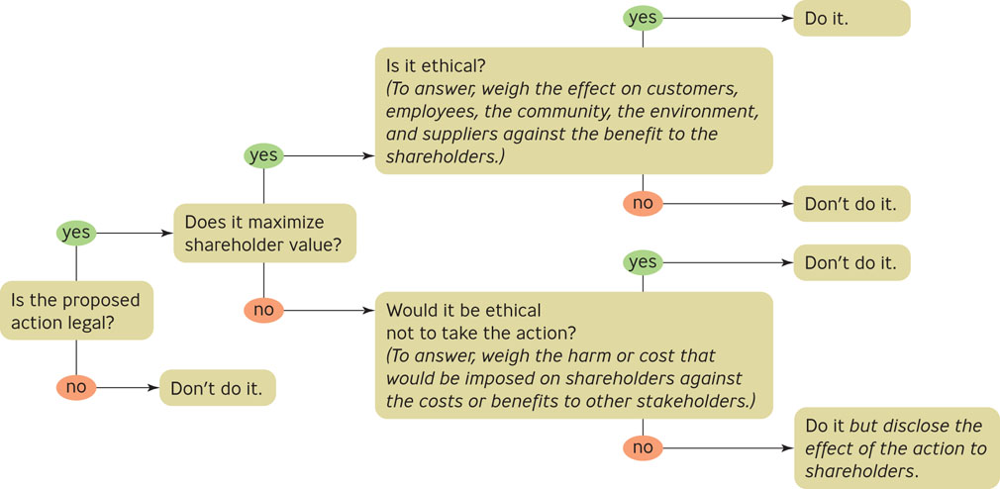 Is the proposed
action legal?
yes
no
Don’t do it.
Does it maximize
shareholder value?
yes
no
Is it ethical?
(To answer, weigh the effect on customers,
employees, the community, the environment,
and suppliers against the benefit to the
shareholders.)
yes
Do it.
no
Don’t do it.
Would it be ethical
not to take the action?
(To answer, weigh the harm or cost that
would be imposed on shareholders against
the costs or benefits to other stakeholders.)
yes
Don’t do it.
no
Do it but disclose the
effect of the action to
shareholders.